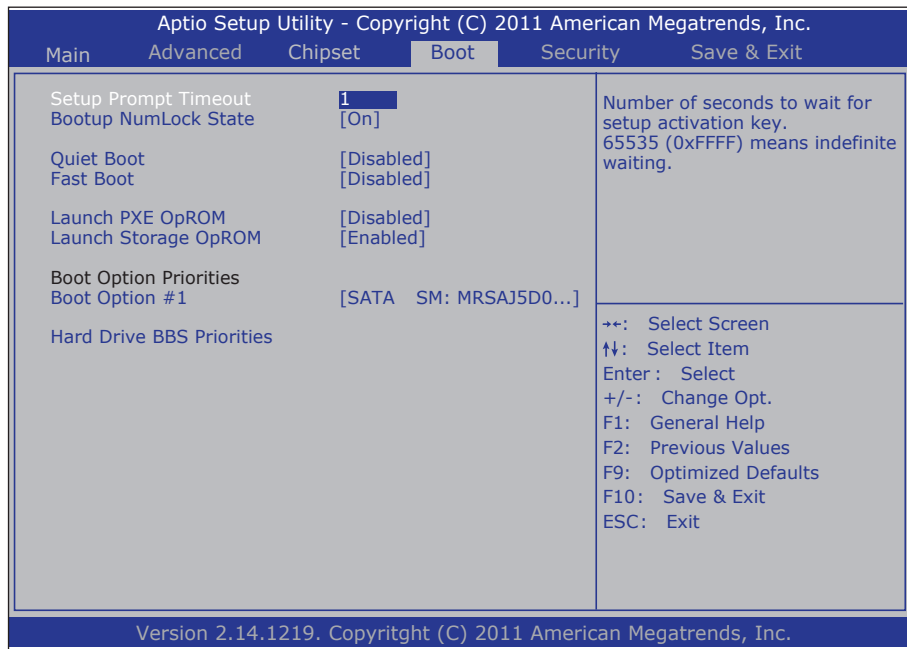 Aptio Setup Utility - Copyright (C) 2011 American Megatrends, Inc.
Main Advanced Chipset Boot Security Save & Exit
Setup Prompt Timeout 1
Bootup NumLock State [On]
Quiet Boot [Disabled]
Fast Boot [Disabled]
Launch PXE OpROM [Disabled]
Launch Storage OpROM [Enabled]
Boot Option Priorities
Boot Option #1 [SATA SM: MRSAJ5D0...]
Hard Drive BBS Priorities
Number of seconds to wait for
setup activation key.
65535 (0xFFFF) means indefinite
waiting.
→←: Select Screen
↑↓: Select Item
Enter : Select
+/-: Change Opt.
F1: General Help
F2: Previous Values
F9: Optimized Defaults
F10: Save & Exit
ESC: Exit
Version 2.14.1219. Copyritght (C) 2011 American Megatrends, Inc.